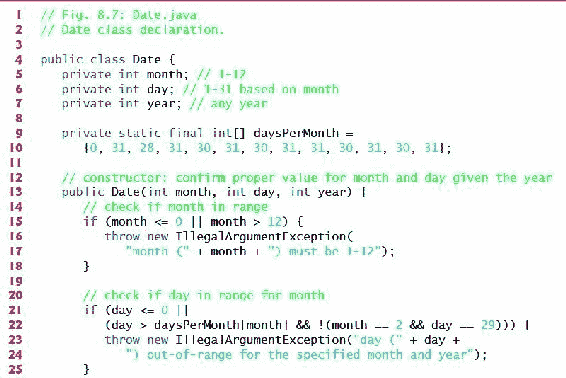 1 // Fig. 8.7: Date.java
2 // Date class declaration.
3
4 public class Date {
5 private int month; // 1-12
6 private int day; // 1-31 based on month
7 private int year; // any year
8
9 private static final int[] daysPerMonth =
10 {0, 31, 28, 31, 30, 31, 30, 31, 31, 30, 31, 30, 31};
11
12 // constructor: confirm proper value for month and day given the year
13 public Date(int month, int day, int year) {
14 // check if month in range
15 if (month <= 0 || month > 12) {
16 throw new IllegalArgumentException(
17 "month (" + month + ") must be 1-12");
18 }
19
20 // check if day in range for month
21 if (day <= 0 ||
22 (day > daysPerMonth[month] && !(month == 2 && day == 29))) {
23 throw new IllegalArgumentException("day (" + day +
24 ") out-of-range for the specified month and year");
25 }